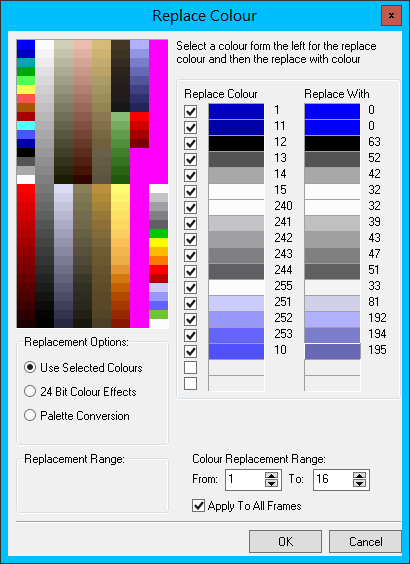 Replace Colour
x
Select a colour form the left for the replace
colour and then the replace with colour
Replace Colour Replace With
1 0
11 0
12 63
13 52
14 42
15 32
240 32
241 39
242 43
243 47
244 51
255 33
251 81
252 192
253 194
10 195
Replacement Options:
Use Selected Colours
24 Bit Colour Effects
Palette Conversion
Replacement Range:
Colour Replacement Range:
From: 1 To: 16
Apply To All Frames
OK Cancel